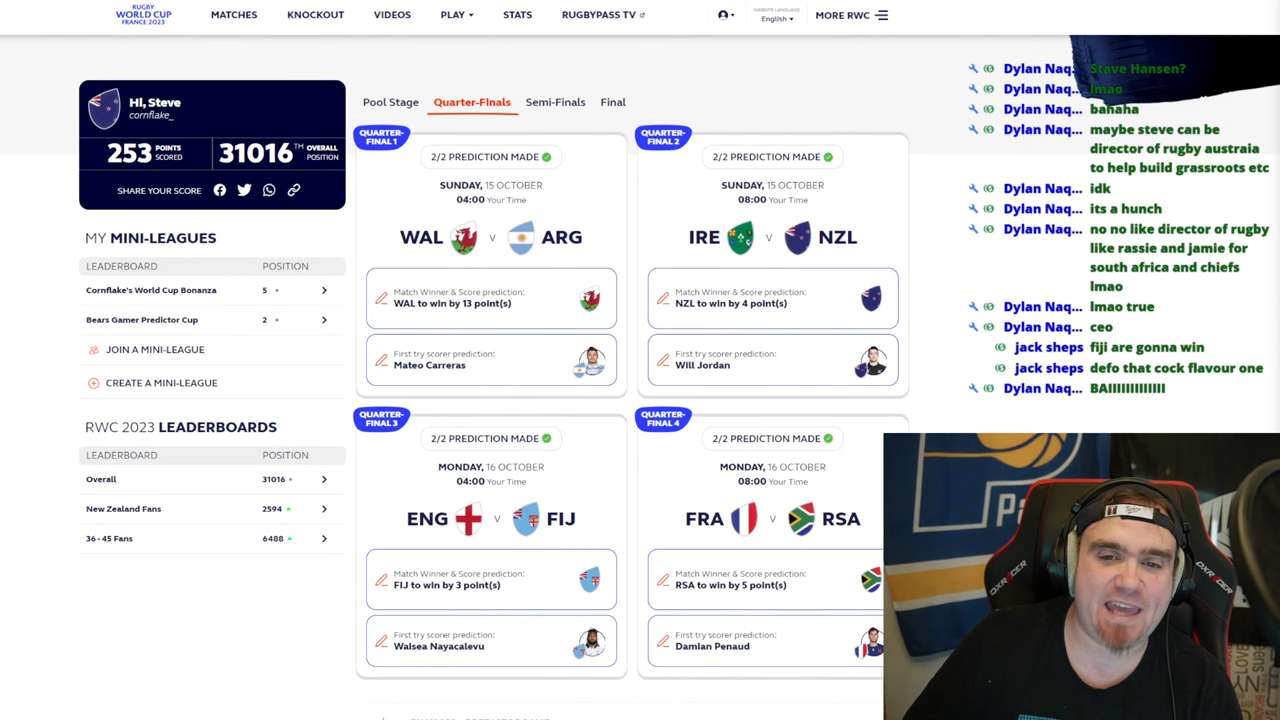 RUGBY
WORLD CUP
FRANCE 2023
MATCHES
KNOCKOUT
VIDEOS
PLAY
STATS
RUGBYPASS TV
WEBSITE LANGUAGE
English
MORE RWC
Hi, Steve
cornflake_
253 POINTS SCORED
31016TH OVERALL POSITION
SHARE YOUR SCORE
MY MINI-LEAGUES
LEADERBOARD POSITION
Cornflake's World Cup Bonanza 5
Bears Gamer Predictor Cup 2
JOIN A MINI-LEAGUE
CREATE A MINI-LEAGUE
RWC 2023 LEADERBOARDS
LEADERBOARD POSITION
Overall 31016
New Zealand Fans 2594
36-45 Fans 6488
Pool Stage Quarter-Finals Semi-Finals Final
QUARTER-
FINAL 1
2/2 PREDICTION MADE
SUNDAY, 15 OCTOBER
04:00 Your Time
WAL V ARG
Match Winner & Score prediction:
WAL to win by 13 point(s)
First try scorer prediction:
Mateo Carreras
QUARTER-
FINAL 2
2/2 PREDICTION MADE
SUNDAY, 15 OCTOBER
08:00 Your Time
IRE V NZL
Match Winner & Score prediction:
NZL to win by 4 point(s)
First try scorer prediction:
Will Jordan
QUARTER-
FINAL 3
2/2 PREDICTION MADE
MONDAY, 16 OCTOBER
04:00 Your Time
ENG V FIJ
Match Winner & Score prediction:
FIJ to win by 3 point(s)
First try scorer prediction:
Waisea Nayacalevu
QUARTER-
FINAL 4
2/2 PREDICTION MADE
MONDAY, 16 OCTOBER
08:00 Your Time
FRA V RSA
Match Winner & Score prediction:
RSA to win by 5 point(s)
First try scorer prediction:
Damian Penaud
Dylan Naq... Stave Hansen?
Dylan Naq... lmao
Dylan Naq... bahaha
Dylan Naq... maybe steve can be
director of rugby austraia
to help build grassroots etc
Dylan Naq... idk
Dylan Naq... its a hunch
Dylan Naq... no no like director of rugby
like rassie and jamie for
south africa and chiefs
lmao
Dylan Naq... lmao true
Dylan Naq... ceo
jack sheps fiji are gonna win
jack sheps defo that cock flavour one
Dylan Naq... BAIIIIIIIIIIIII
DXRACER
DXRACER